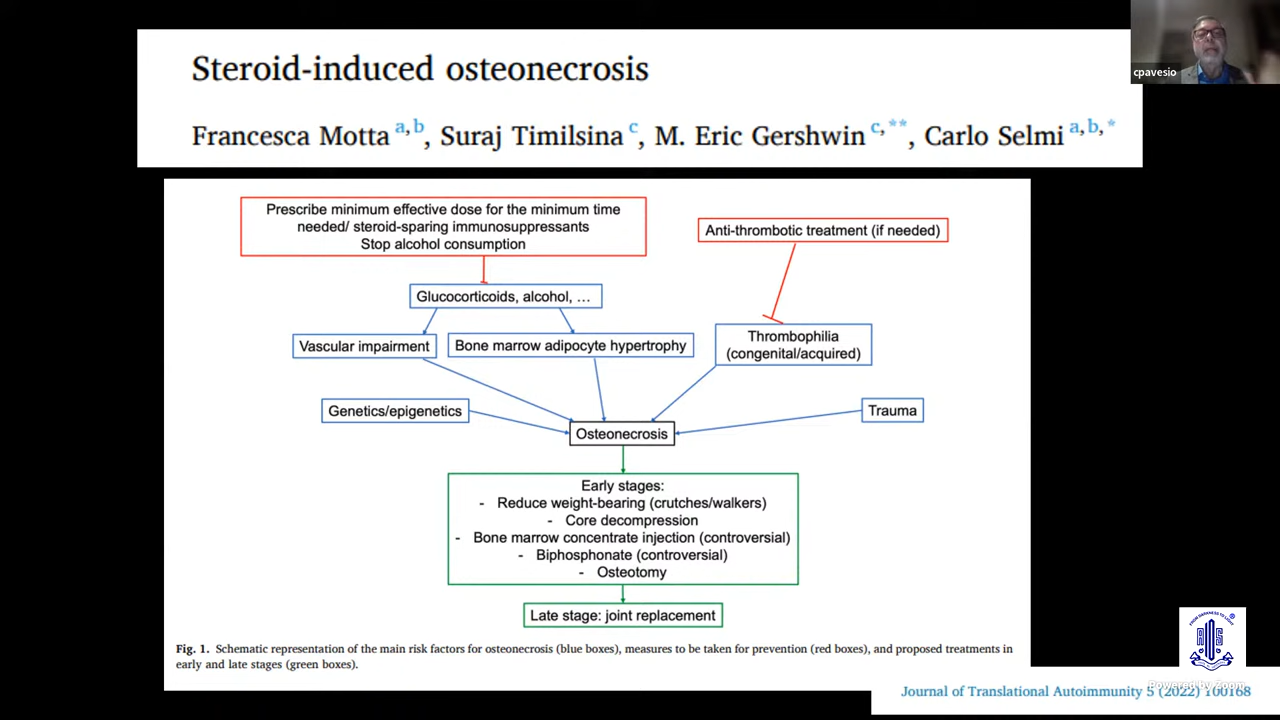 Steroid-induced osteonecrosis
cpavesio
Francesca Motta a,b, Suraj Timilsina c, M. Eric Gershwin c,**, Carlo Selmi a,b,*
Prescribe minimum effective dose for the minimum time
needed/ steroid-sparing immunosuppressants
Stop alcohol consumption
Anti-thrombotic treatment (if needed)
Glucocorticoids, alcohol, ...
Vascular impairment
Bone marrow adipocyte hypertrophy
Thrombophilia
(congenital/acquired)
Genetics/epigenetics
Trauma
Osteonecrosis
Early stages:
- Reduce weight-bearing (crutches/walkers)
- Core decompression
- Bone marrow concentrate injection (controversial)
- Biphosphonate (controversial)
- Osteotomy
Late stage: joint replacement
Fig. 1. Schematic representation of the main risk factors for osteonecrosis (blue boxes), measures to be taken for prevention (red boxes), and proposed treatments in
early and late stages (green boxes).
Powered by Zoom
Journal of Translational Autoimmunity 5 (2022) 100168